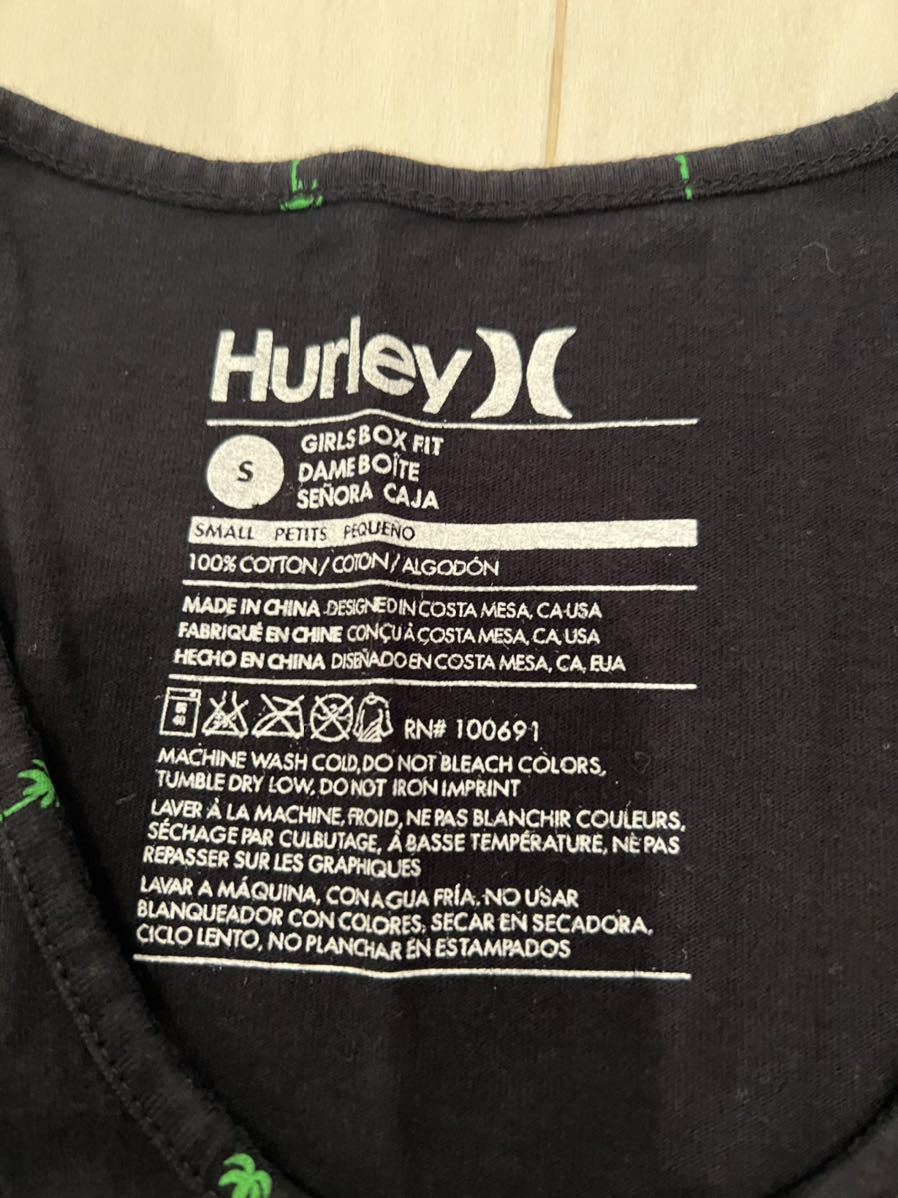 Hurley
S
GIRLS BOX FIT
DAME BOÎTE
SEÑORA CAJA
SMALL PETITS PEQUEÑO
100% COTTON/COTON/ALGODÓN
MADE IN CHINA DESIGNED IN COSTA MESA, CA USA
FABRIQUÉ EN CHINE CONÇU À COSTA MESA, CA, USA
HECHO EN CHINA DISEÑADO EN COSTA MESA, CA, EUA
40 RN# 100691
MACHINE WASH COLD, DO NOT BLEACH COLORS,
TUMBLE DRY LOW, DO NOT IRON IMPRINT
LAVER À LA MACHINE, FROID, NE PAS BLANCHIR COULEURS,
SÉCHAGE PAR CULBUTAGE, À BASSE TEMPÉRATURE, NE PAS
REPASSER SUR LES GRAPHIQUES
LAVAR A MÁQUINA, CON AGUA FRÍA, NO USAR
BLANQUEADOR CON COLORES, SECAR EN SECADORA,
CICLO LENTO, NO PLANCHAR EN ESTAMPADOS